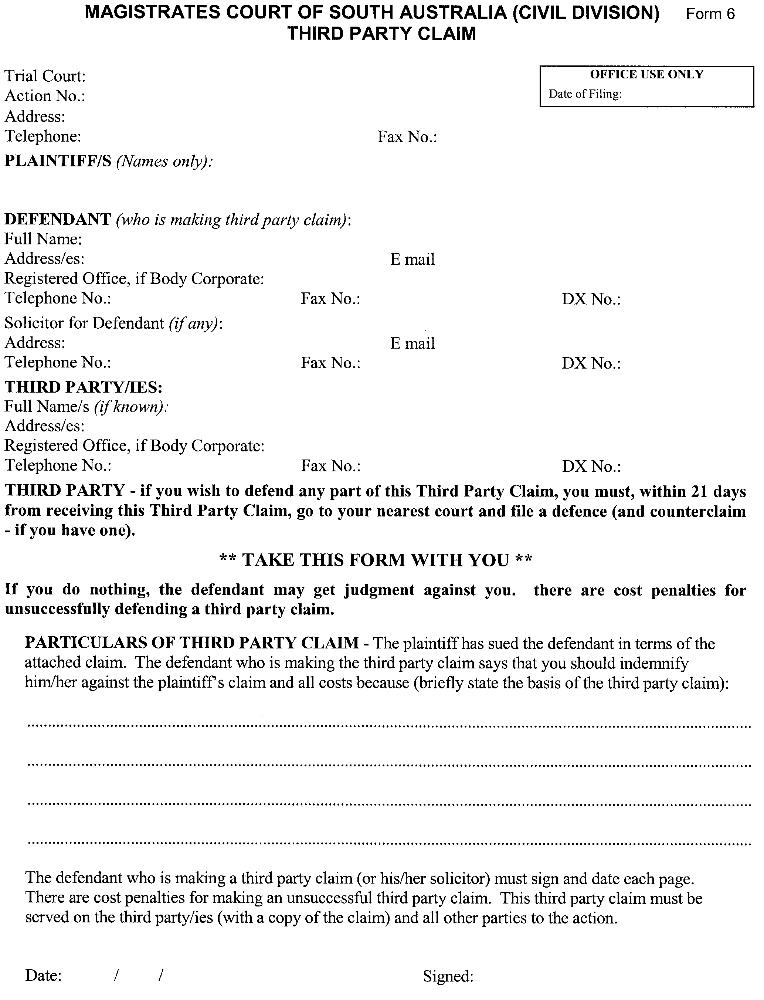 MAGISTRATES COURT OF SOUTH AUSTRALIA (CIVIL DIVISION) Form 6
THIRD PARTY CLAIM
OFFICE USE ONLY
Date of Filing:
Trial Court:
Action No.:
Address:
Telephone: Fax No.:
PLAINTIFF/S (Names only):
DEFENDANT (who is making third party claim):
Full Name:
Address/es: E mail
Registered Office, if Body Corporate:
Telephone No.: Fax No.: DX No.:
Solicitor for Defendant (if any):
Address: E mail
Telephone No.: Fax No.: DX No.:
THIRD PARTY/IES:
Full Name/s (if known):
Address/es:
Registered Office, if Body Corporate:
Telephone No.: Fax No.: DX No.:
THIRD PARTY - if you wish to defend any part of this Third Party Claim, you must, within 21 days
from receiving this Third Party Claim, go to your nearest court and file a defence (and counterclaim
- if you have one).
** TAKE THIS FORM WITH YOU **
If you do nothing, the defendant may get judgment against you. there are cost penalties for
unsuccessfully defending a third party claim.
PARTICULARS OF THIRD PARTY CLAIM - The plaintiff has sued the defendant in terms of the
attached claim. The defendant who is making the third party claim says that you should indemnify
him/her against the plaintiff's claim and all costs because (briefly state the basis of the third party claim):
The defendant who is making a third party claim (or his/her solicitor) must sign and date each page.
There are cost penalties for making an unsuccessful third party claim. This third party claim must be
served on the third party/ies (with a copy of the claim) and all other parties to the action.
Date: / / Signed: